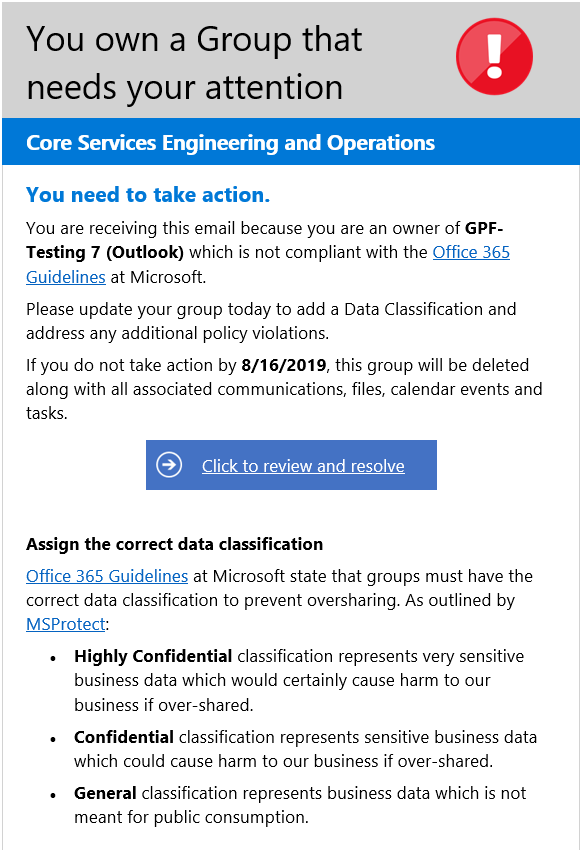 You own a Group that
needs your attention
Core Services Engineering and Operations
You need to take action.
You are receiving this email because you are an owner of GPF-
Testing 7 (Outlook) which is not compliant with the Office 365
Guidelines at Microsoft.
Please update your group today to add a Data Classification and
address any additional policy violations.
If you do not take action by 8/16/2019, this group will be deleted
along with all associated communications, files, calendar events and
tasks.
Click to review and resolve
Assign the correct data classification
Office 365 Guidelines at Microsoft state that groups must have the
correct data classification to prevent oversharing. As outlined by
MSProtect:
• Highly Confidential classification represents very sensitive
business data which would certainly cause harm to our
business if over-shared.
• Confidential classification represents sensitive business data
which could cause harm to our business if over-shared.
• General classification represents business data which is not
meant for public consumption.